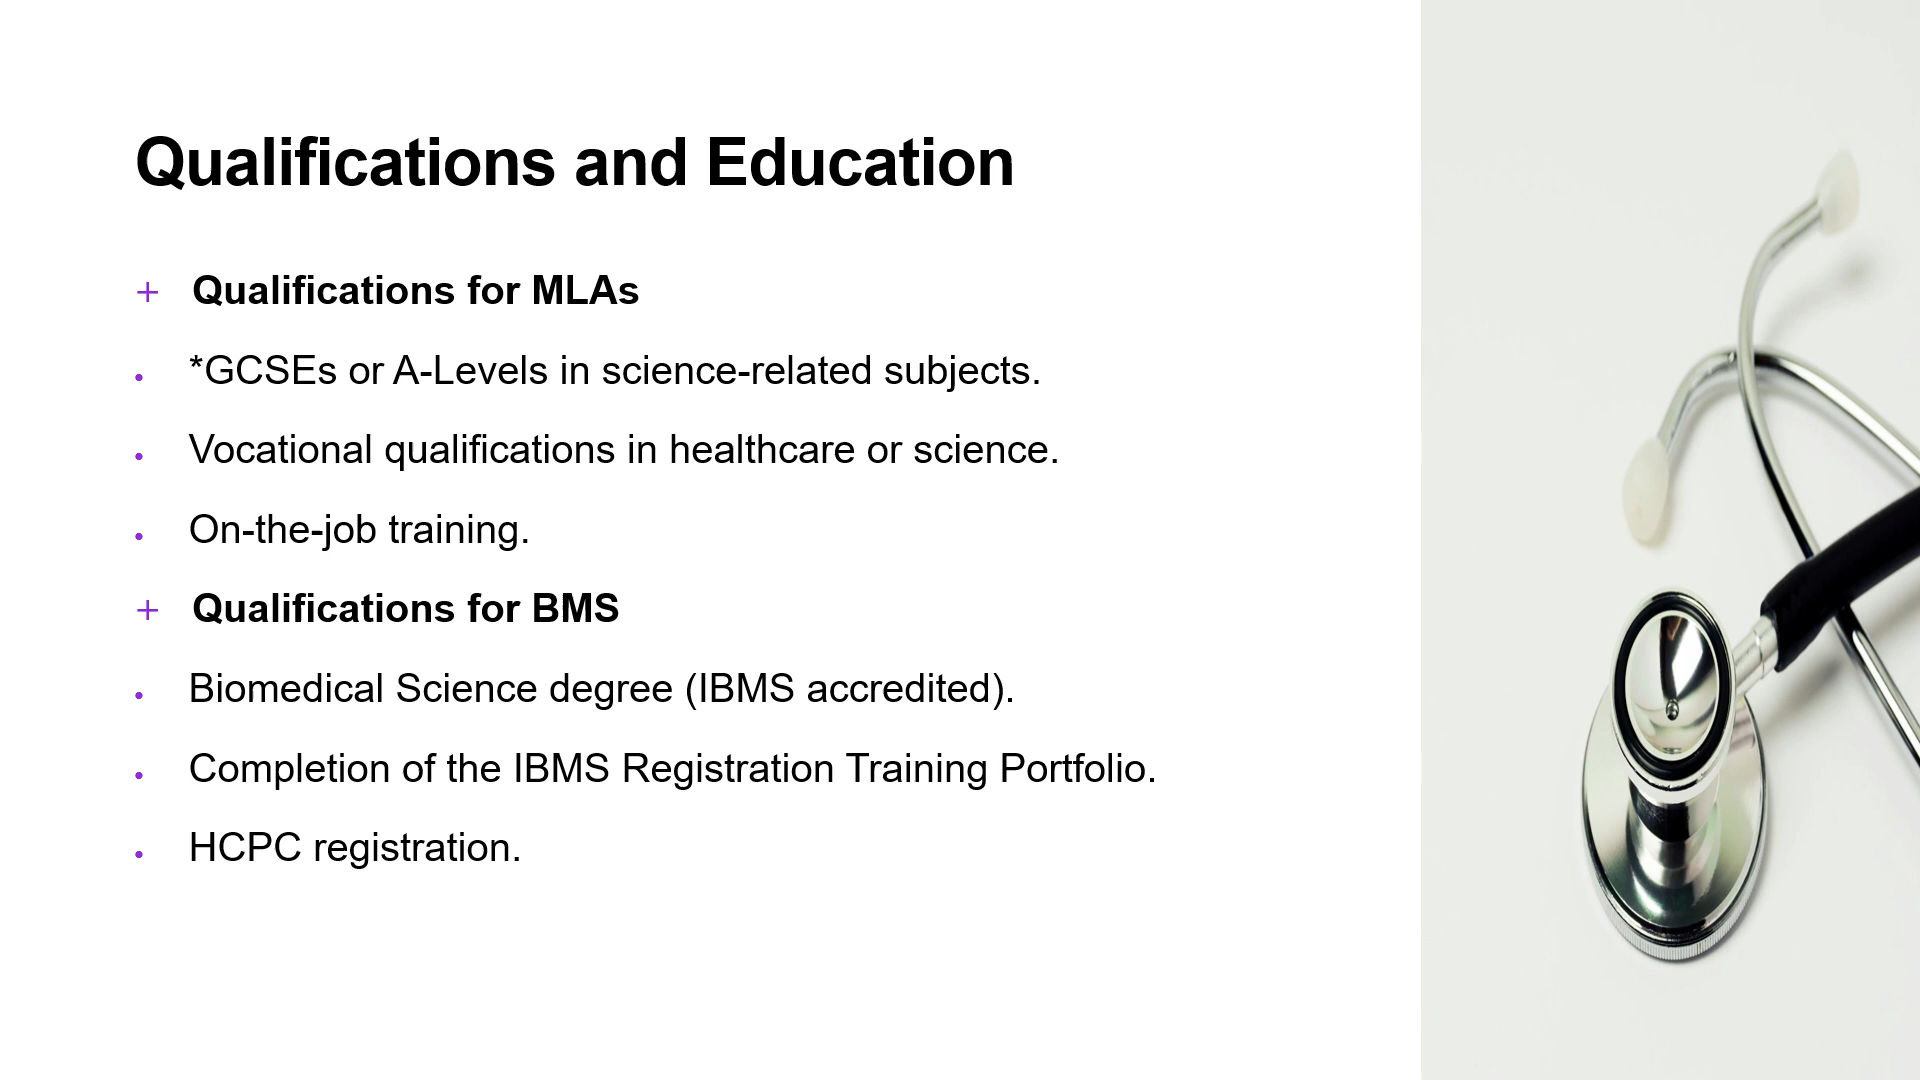 Qualifications and Education
+ Qualifications for MLAs
• *GCSEs or A-Levels in science-related subjects.
• Vocational qualifications in healthcare or science.
• On-the-job training.
+ Qualifications for BMS
• Biomedical Science degree (IBMS accredited).
• Completion of the IBMS Registration Training Portfolio.
• HCPC registration.